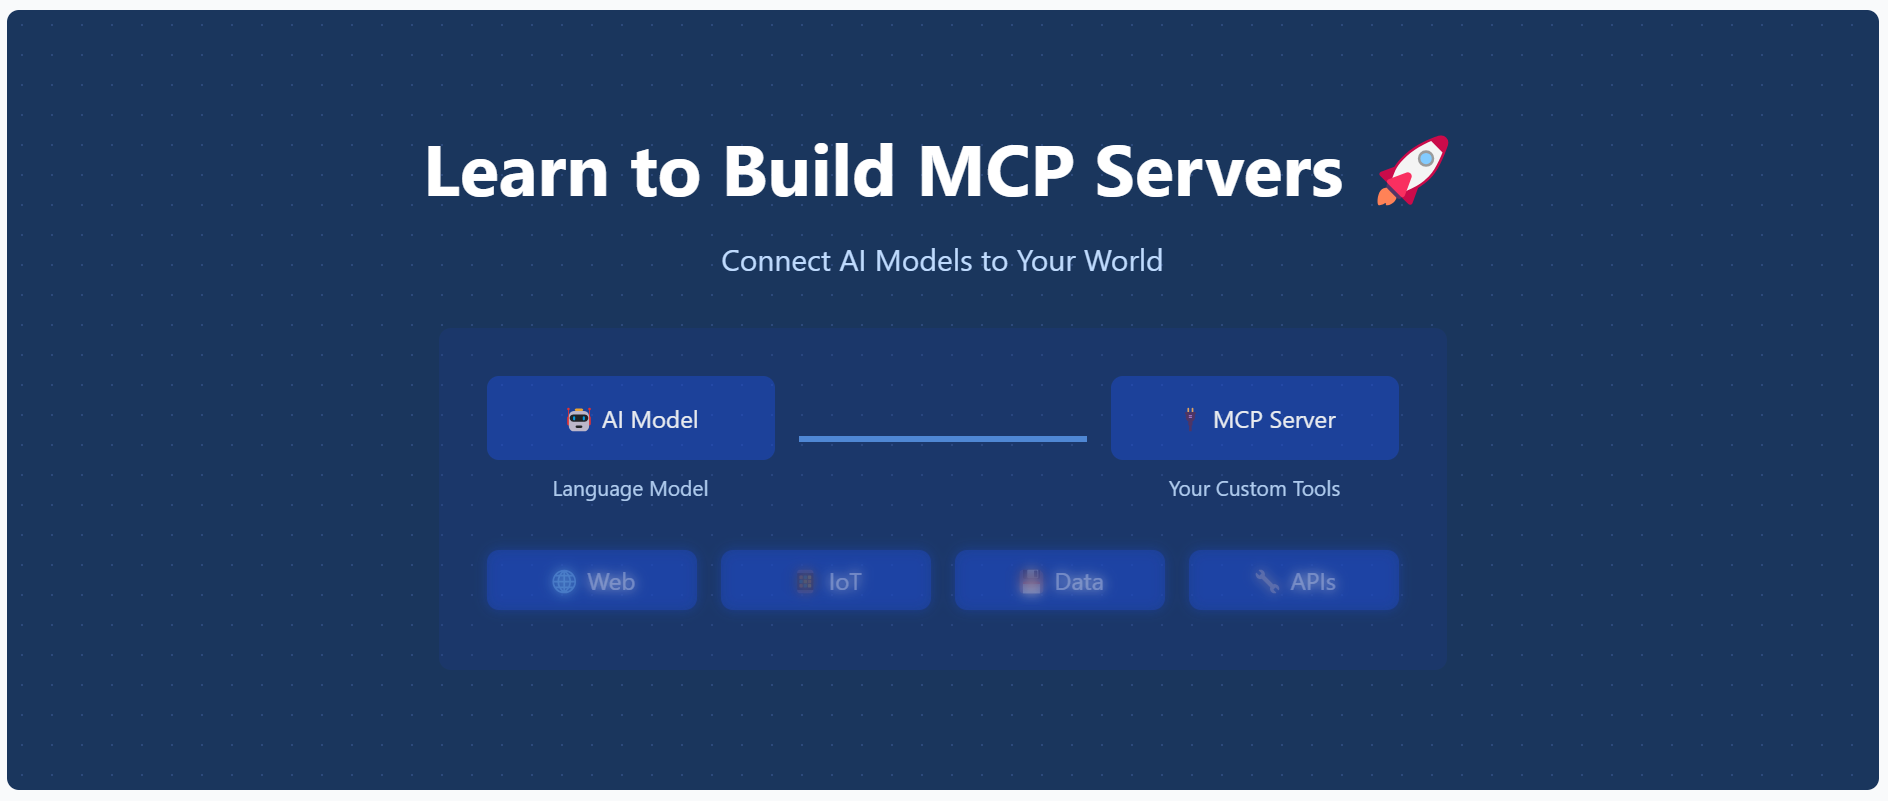 Learn to Build MCP Servers 🚀
Connect AI Models to Your World
🤖 AI Model
🔌 MCP Server
Language Model
Your Custom Tools
🌐 Web
IoT
💾 Data
🔧 APIs